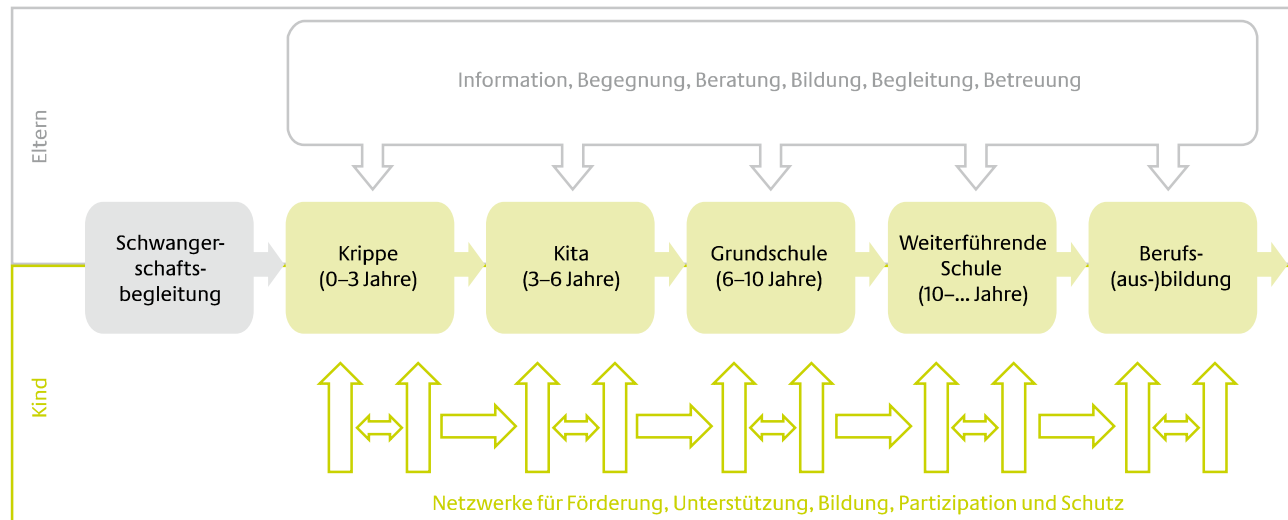 Eltern
Information, Begegnung, Beratung, Bildung, Begleitung, Betreuung
Schwanger-
schafts-
begleitung
Krippe
(0–3 Jahre)
Kita
(3–6 Jahre)
Grundschule
(6–10 Jahre)
Weiterführende
Schule
(10–... Jahre)
Berufs-
(aus-)bildung
Kind
Netzwerke für Förderung, Unterstützung, Bildung, Partizipation und Schutz